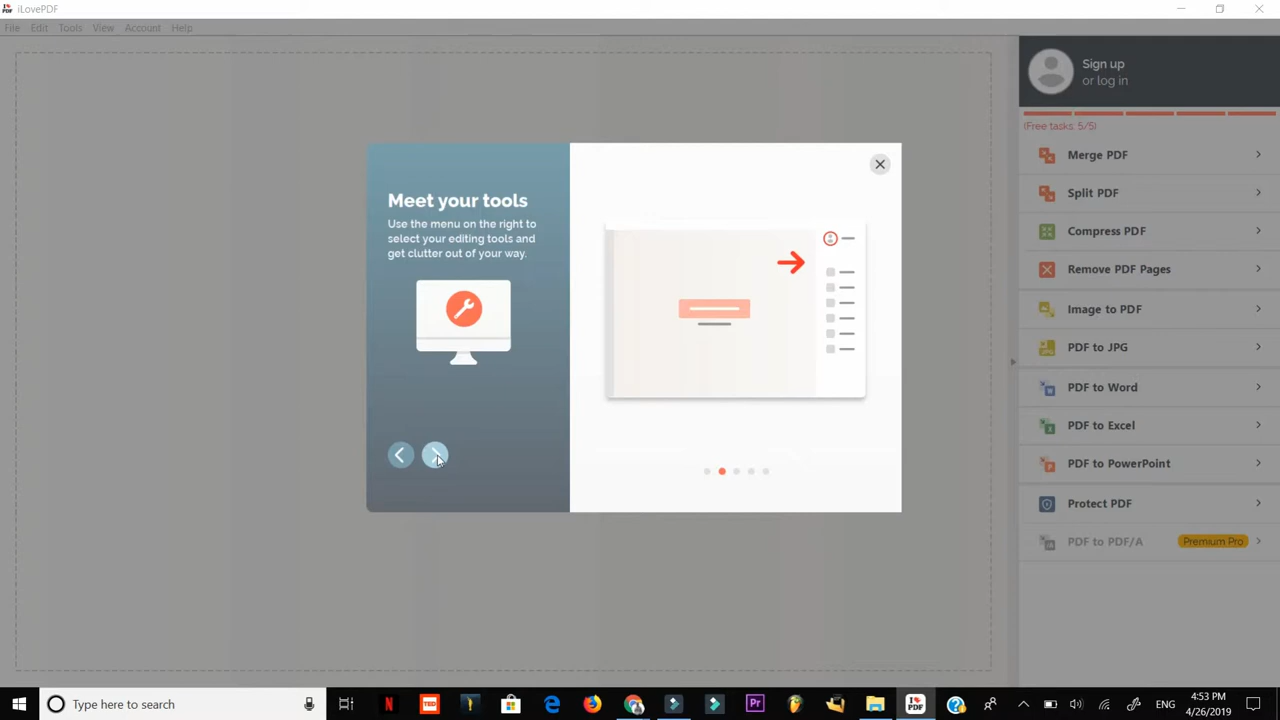 iLovePDF
File Edit Tools View Account Help
Sign up
or log in
(Free tasks: 5/5)
Merge PDF
Split PDF
Compress PDF
Remove PDF Pages
Image to PDF
PDF to JPG
PDF to Word
PDF to Excel
PDF to PowerPoint
Protect PDF
PDF to PDF/A Premium Pro
Meet your tools
Use the menu on the right to
select your editing tools and
get clutter out of your way.
Type here to search
N
TED
Pr
I PDF
ENG
4:53 PM
4/26/2019